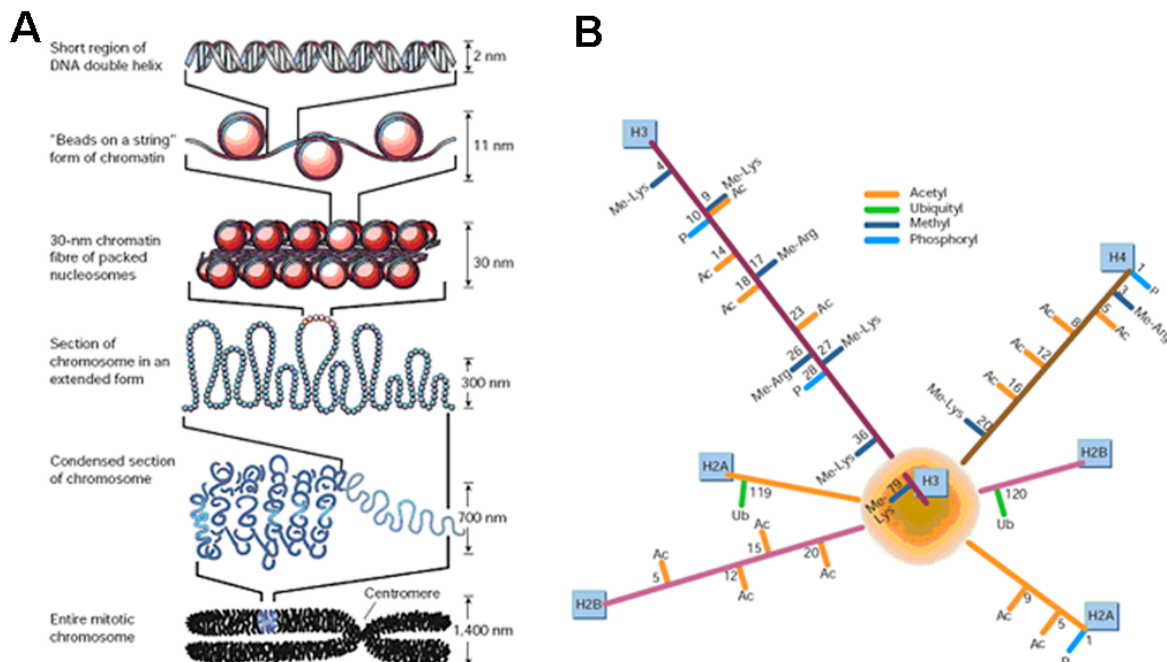 A
Short region of
DNA double helix
2 nm
"Beads on a string"
form of chromatin
11 nm
30-nm chromatin
fibre of packed
nucleosomes
30 nm
Section of
chromosome in an
extended form
300 nm
Condensed section
of chromosome
700 nm
Entire mitotic
chromosome
Centromere
1,400 nm
B
Acetyl
Ubiquityl
Methyl
Phosphoryl
H3
4
Me-Lys
9
Me-Lys
Ac
10
P
14
Ac
17
Me-Arg
18
Ac
23
Ac
26
Me-Arg
27
Me-Lys
28
P
36
Me-Lys
H3
79
Me-
Lys
H4
1
P
3
Me-Arg
5
Ac
8
Ac
12
Ac
16
Ac
20
Me-Lys
H2A
119
Ub
H2B
120
Ub
H2B
5
Ac
12
Ac
15
Ac
20
Ac
H2A
1
P
5
Ac
9
Ac